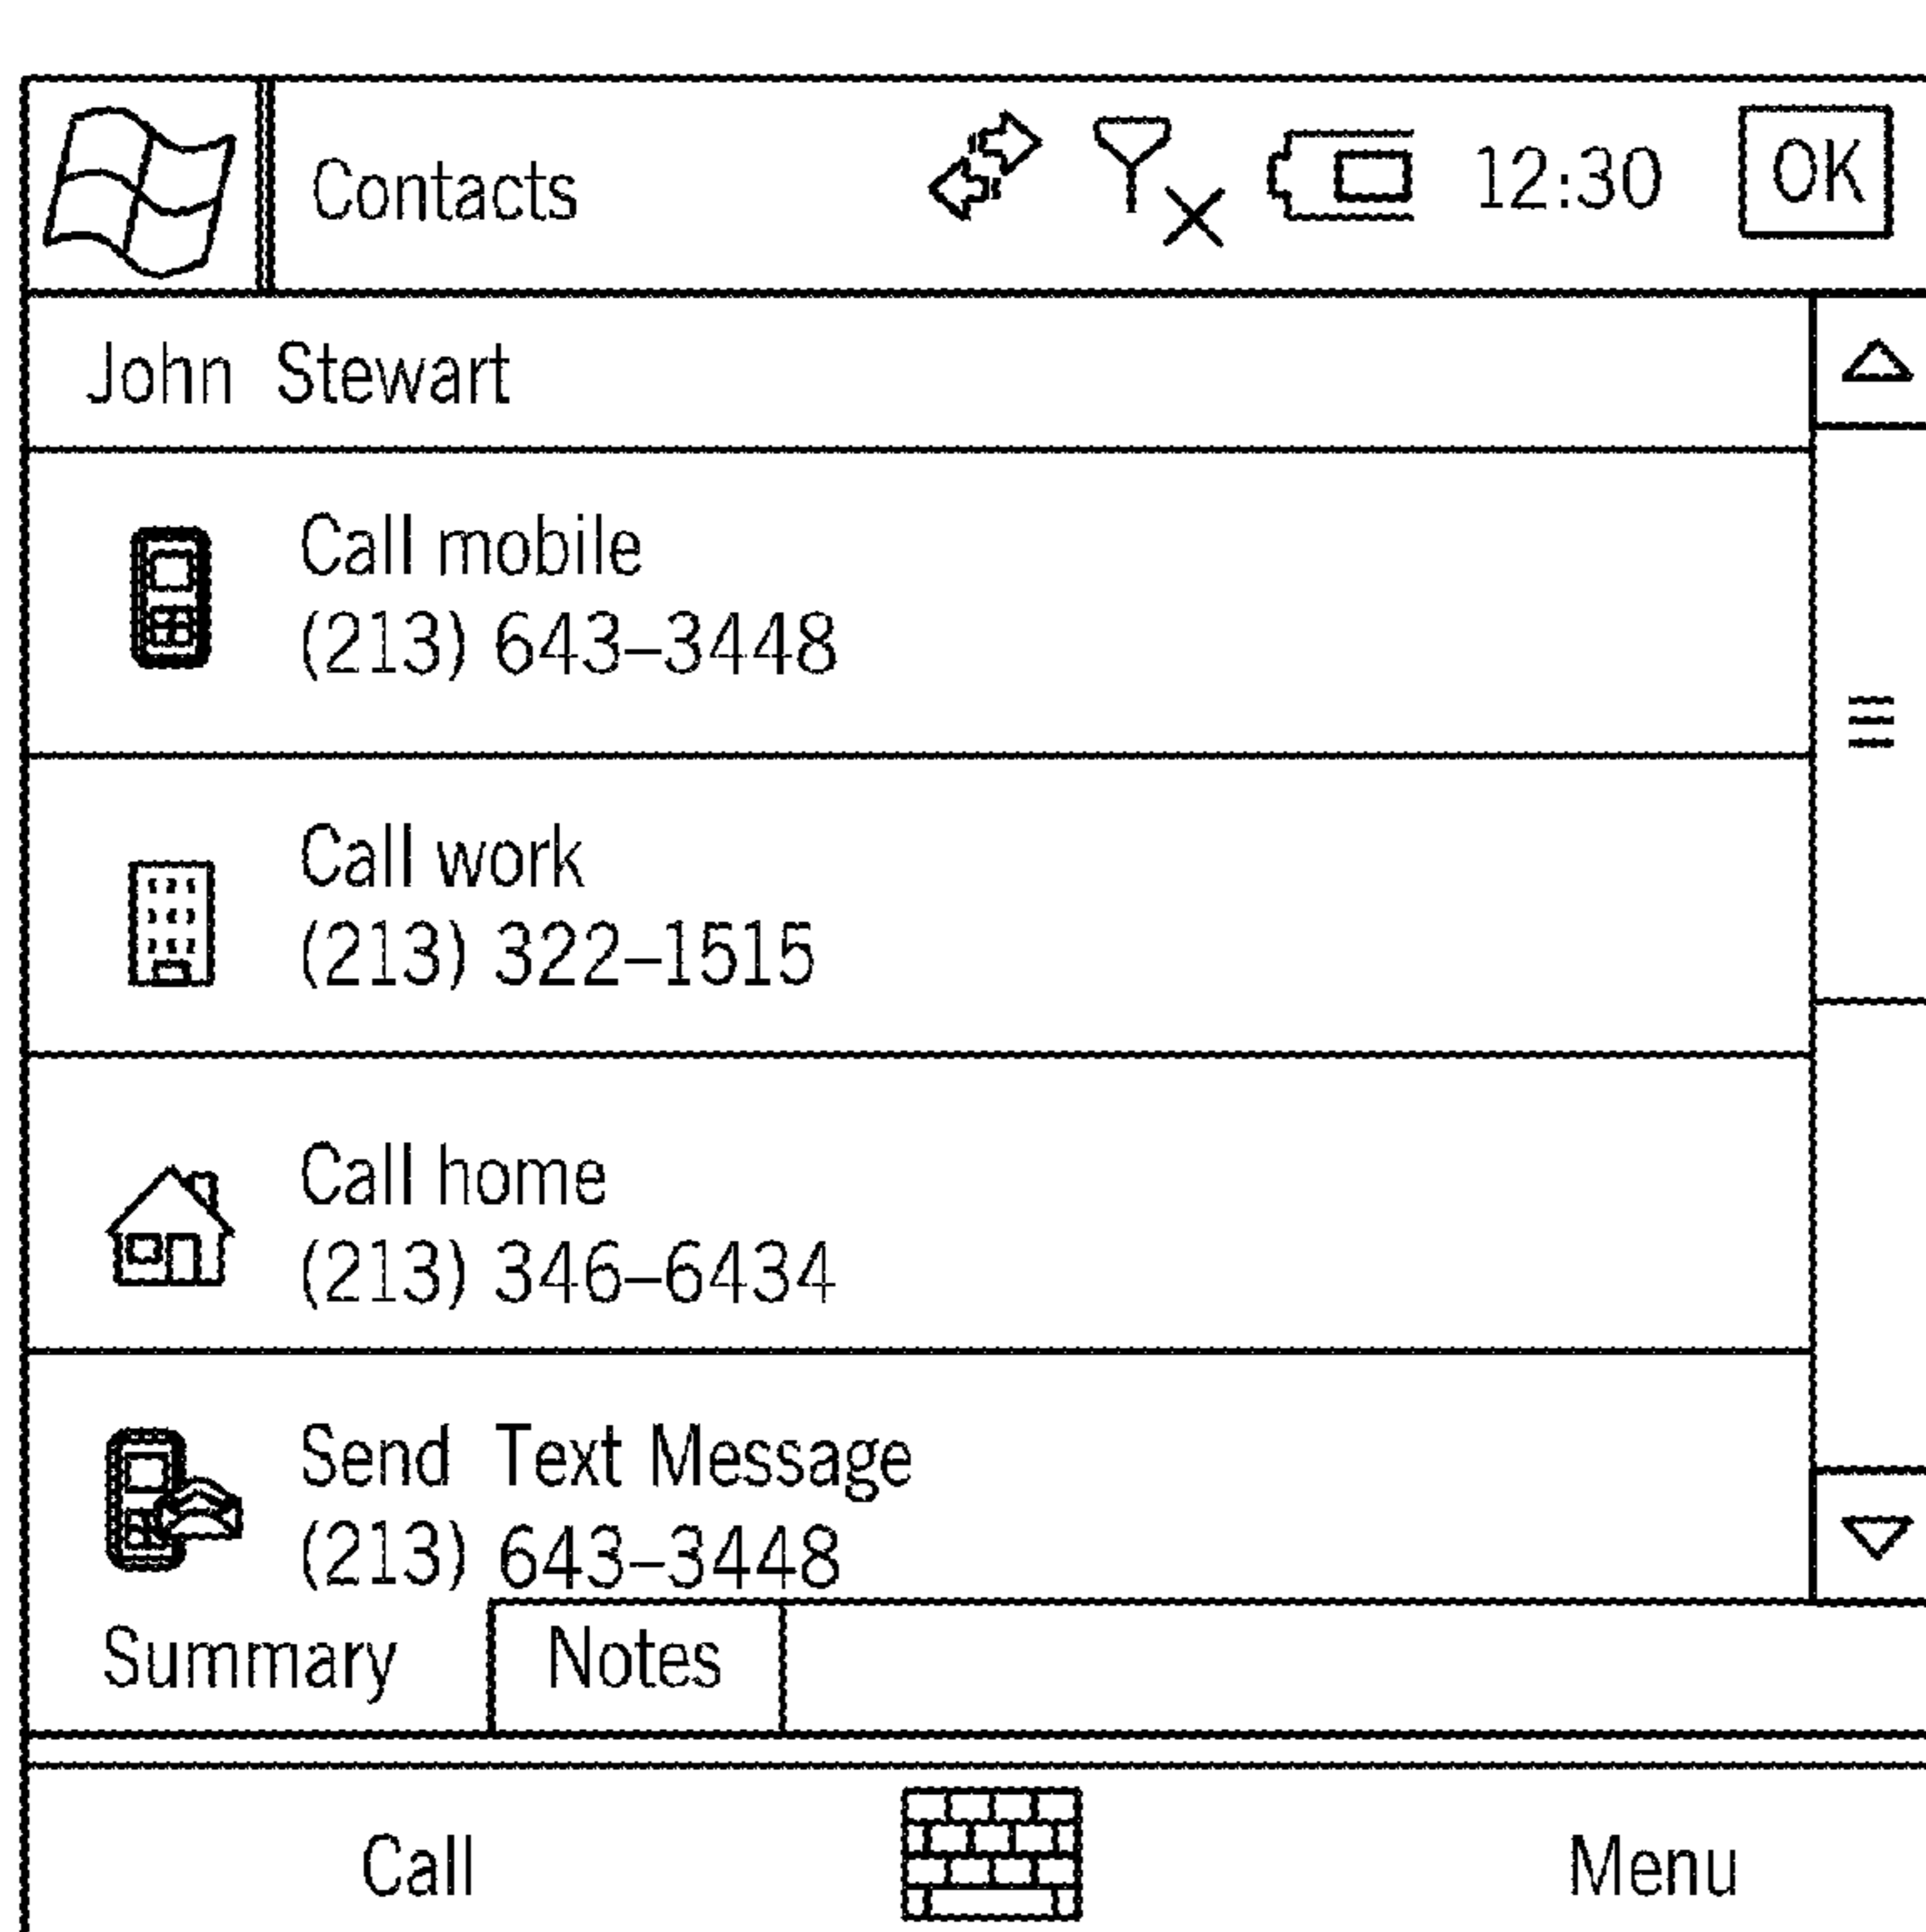 Contacts 12:30 OK
John Stewart
Call mobile
(213) 643–3448
Call work
(213) 322–1515
Call home
(213) 346–6434
Send Text Message
(213) 643–3448
Summary Notes
Call Menu